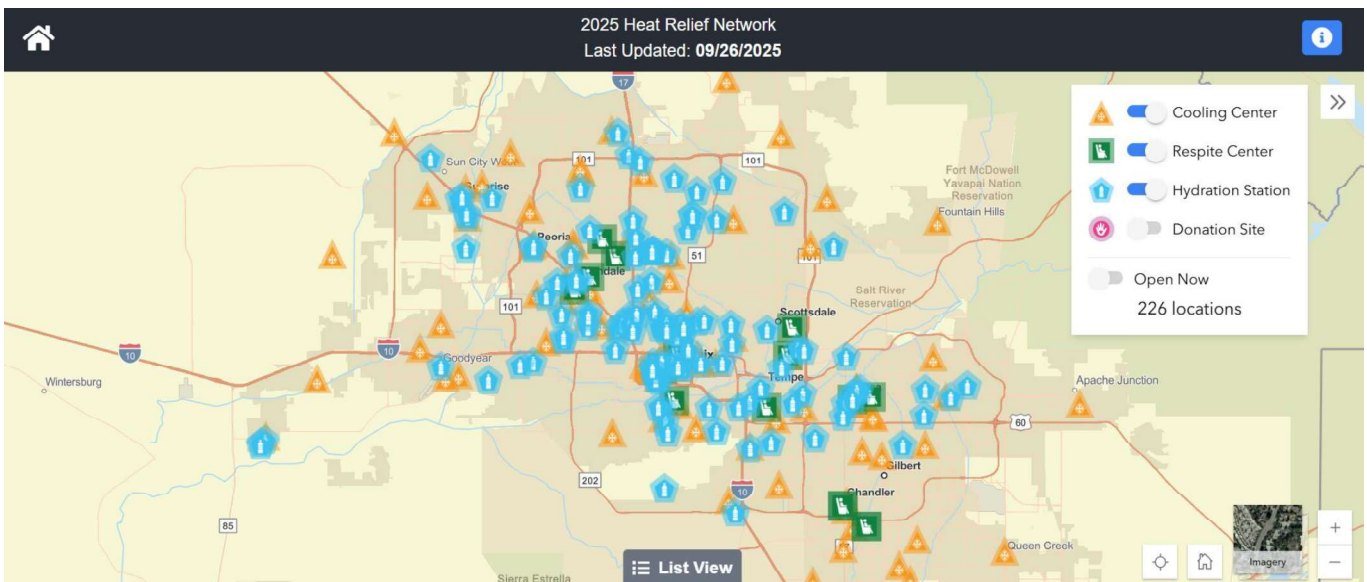 2025 Heat Relief Network
Last Updated: 09/26/2025
17
Cooling Center
Respite Center
Hydration Station
Donation Site
Open Now
226 locations
Sun City W
101
101
Fort McDowell
Yavapai Nation
Reservation
Fountain Hills
Peoria
51
101
101
Salt River
Reservation
Scottsdale
10
10
Goodyear
Wintersburg
Tempe
Apache Junction
60
Gilbert
202
10
Chandler
85
Queen Creek
Sierra Estrella
List View
Imagery